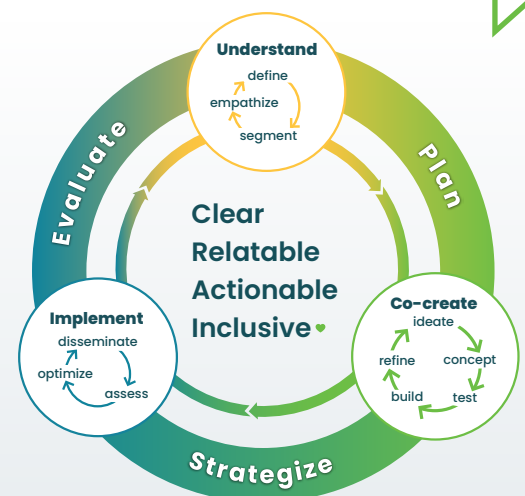 Understand
define
empathize
segment
Evaluate
Plan
Clear
Relatable
Actionable
Inclusive
Co-create
ideate
refine
concept
build
test
Implement
disseminate
optimize
assess
Strategize